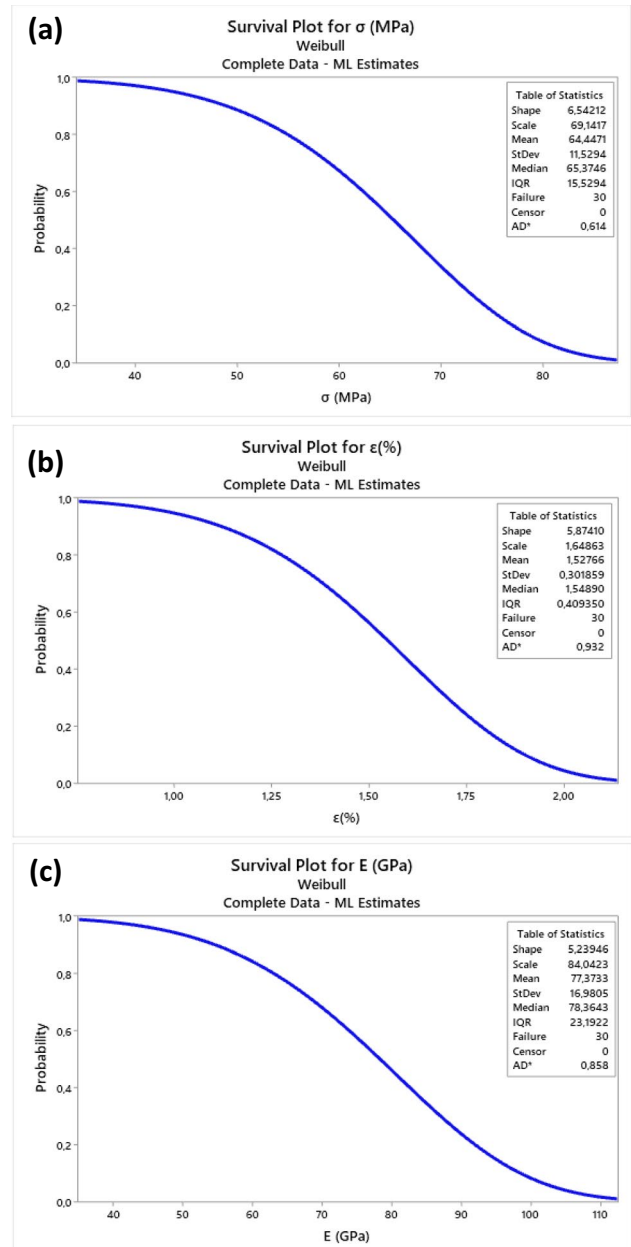 (a)
Survival Plot for σ (MPa)
Weibull
Complete Data - ML Estimates
Table of Statistics
Shape 6,54212
Scale 69,1417
Mean 64,4471
StDev 11,5294
Median 65,3746
IQR 15,5294
Failure 30
Censor 0
AD* 0,614
Probability
1,0
0,8
0,6
0,4
0,2
0,0
40 50 60 70 80
σ (MPa)
(b)
Survival Plot for ε(%)
Weibull
Complete Data - ML Estimates
Table of Statistics
Shape 5,87410
Scale 1,64863
Mean 1,52766
StDev 0,301859
Median 1,54890
IQR 0,409350
Failure 30
Censor 0
AD* 0,932
Probability
1,0
0,8
0,6
0,4
0,2
0,0
1,00 1,25 1,50 1,75 2,00
ε(%)
(c)
Survival Plot for E (GPa)
Weibull
Complete Data - ML Estimates
Table of Statistics
Shape 5,23946
Scale 84,0423
Mean 77,3733
StDev 16,9805
Median 78,3643
IQR 23,1922
Failure 30
Censor 0
AD* 0,858
Probability
1,0
0,8
0,6
0,4
0,2
0,0
40 50 60 70 80 90 100 110
E (GPa)